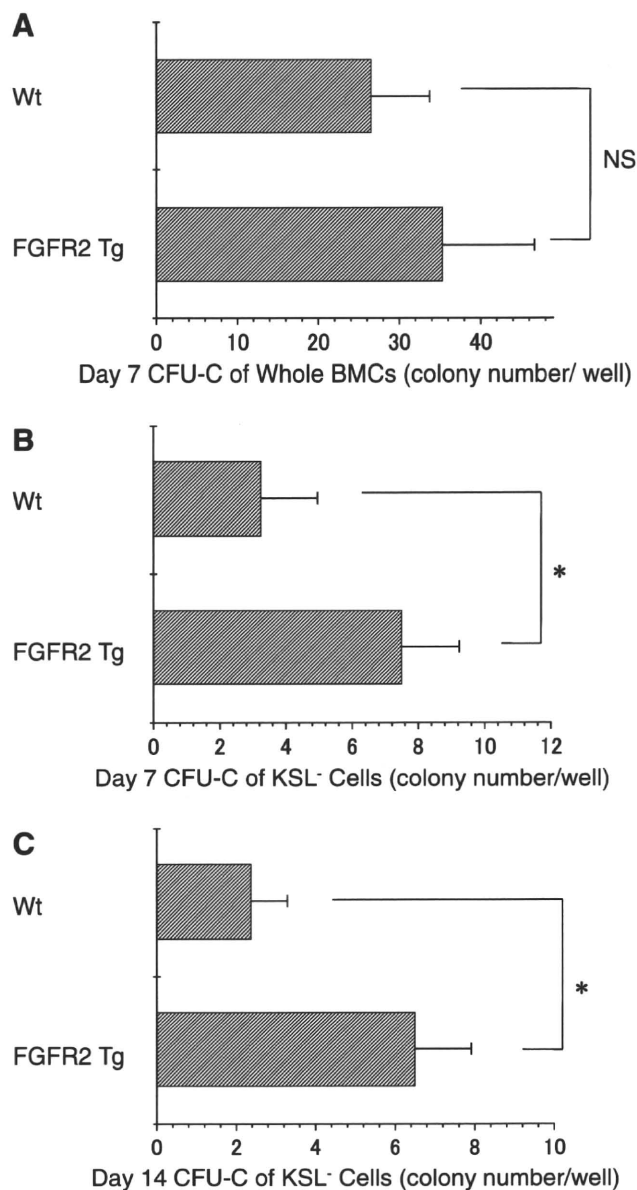 A
Wt
NS
FGFR2 Tg
0 10 20 30 40
Day 7 CFU-C of Whole BMCs (colony number/ well)
B
Wt
*
FGFR2 Tg
0 2 4 6 8 10 12
Day 7 CFU-C of KSL⁻ Cells (colony number/well)
C
Wt
*
FGFR2 Tg
0 2 4 6 8 10
Day 14 CFU-C of KSL⁻ Cells (colony number/well)